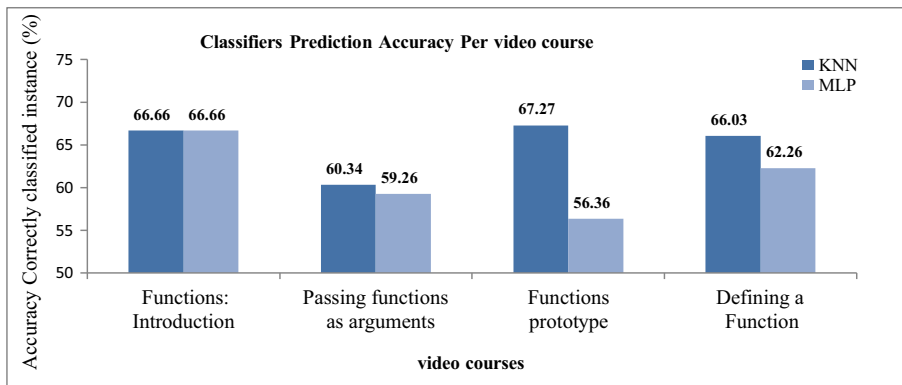 Classifiers Prediction Accuracy Per video course
Accuracy Correctly classified instance (%)
75
70
65
60
55
50
KNN
MLP
66.66
66.66
60.34
59.26
67.27
56.36
66.03
62.26
Functions:
Introduction
Passing functions
as arguments
Functions
prototype
Defining a
Function
video courses